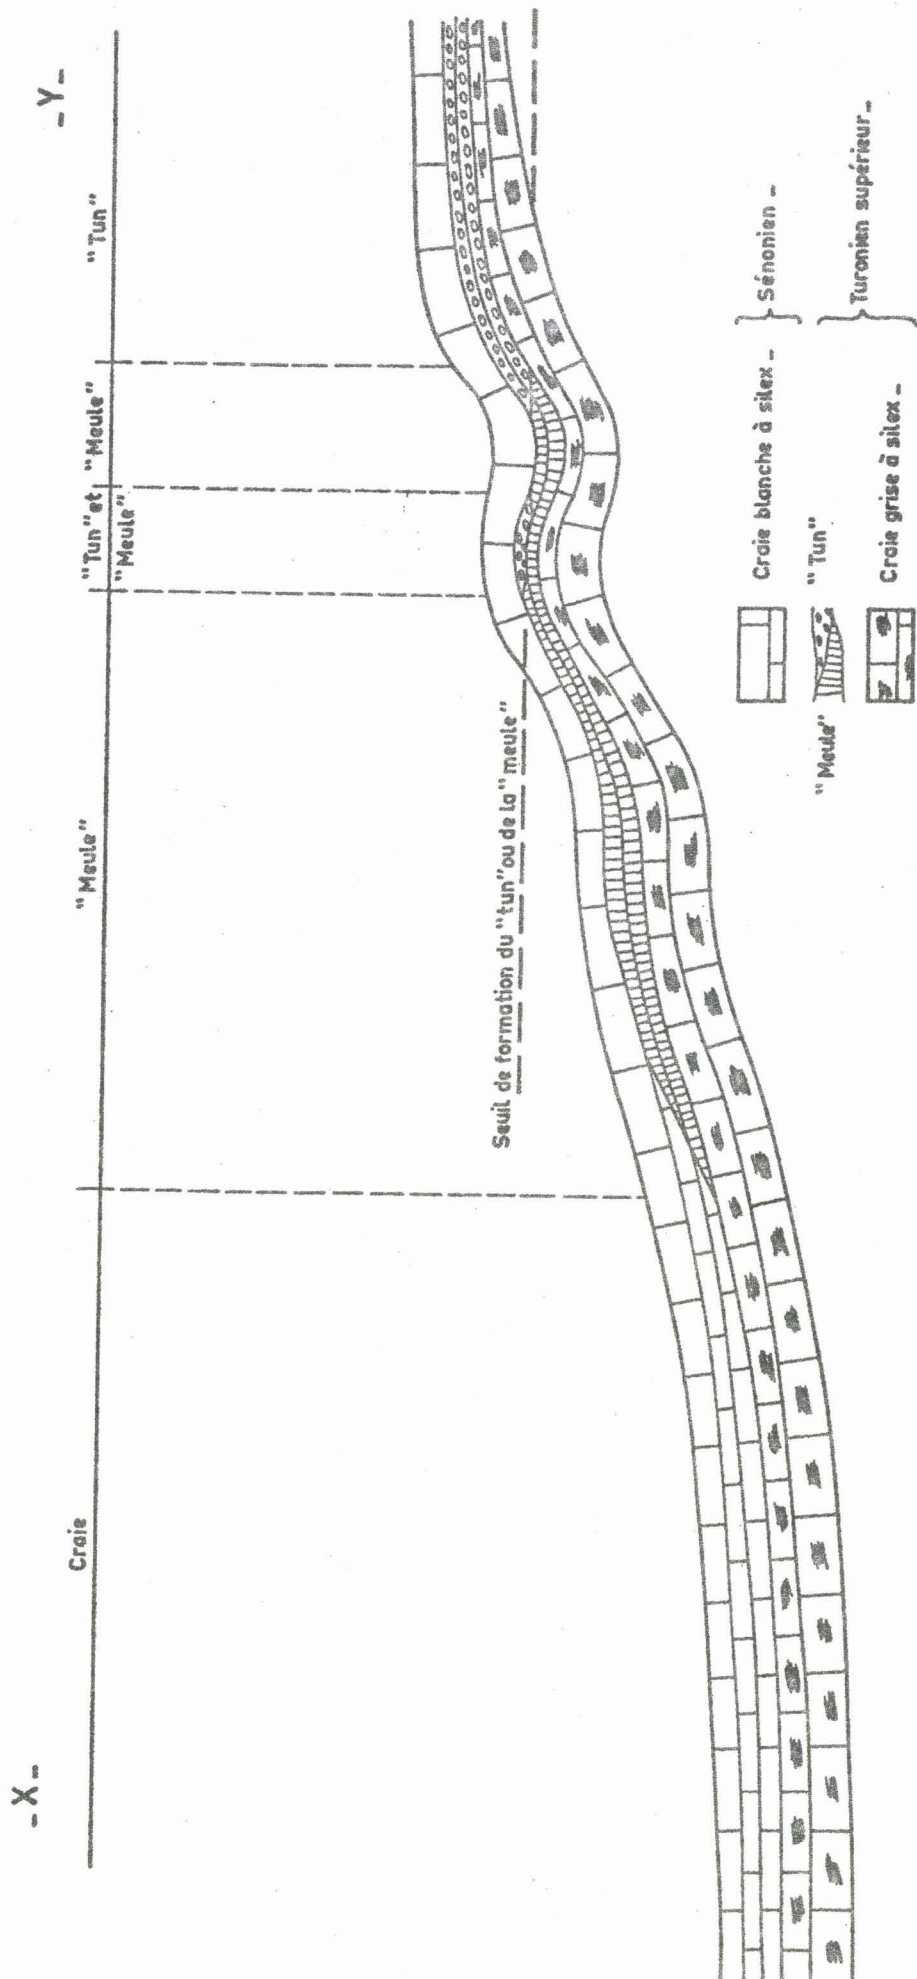 - X -
- Y -
Craie
"Meule"
"Tun" et
"Meule"
"Meule"
"Tun"
Seuil de formation du "tun" ou de la "meule"
Craie blanche à silex -
Sénonien -
"Meule"
"Tun"
Craie grise à silex -
Turonien supérieur -